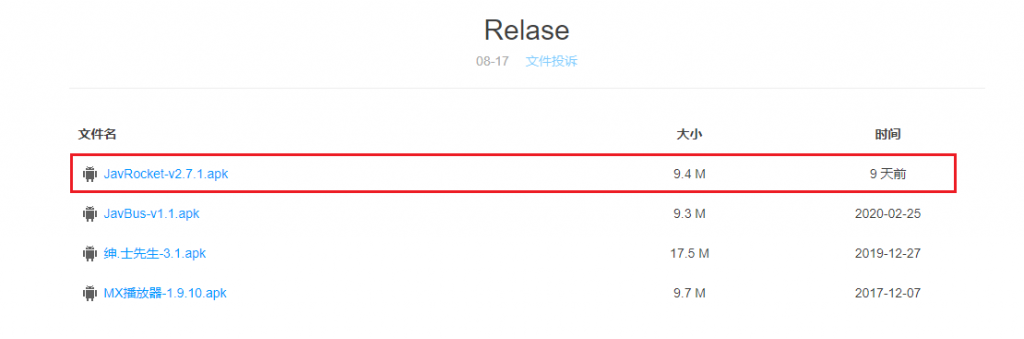 Relase
08-17 文件投诉
文件名 大小 时间
JavRocket-v2.7.1.apk 9.4 M 9 天前
JavBus-v1.1.apk 9.3 M 2020-02-25
绅.士先生-3.1.apk 17.5 M 2019-12-27
MX播放器-1.9.10.apk 9.7 M 2017-12-07